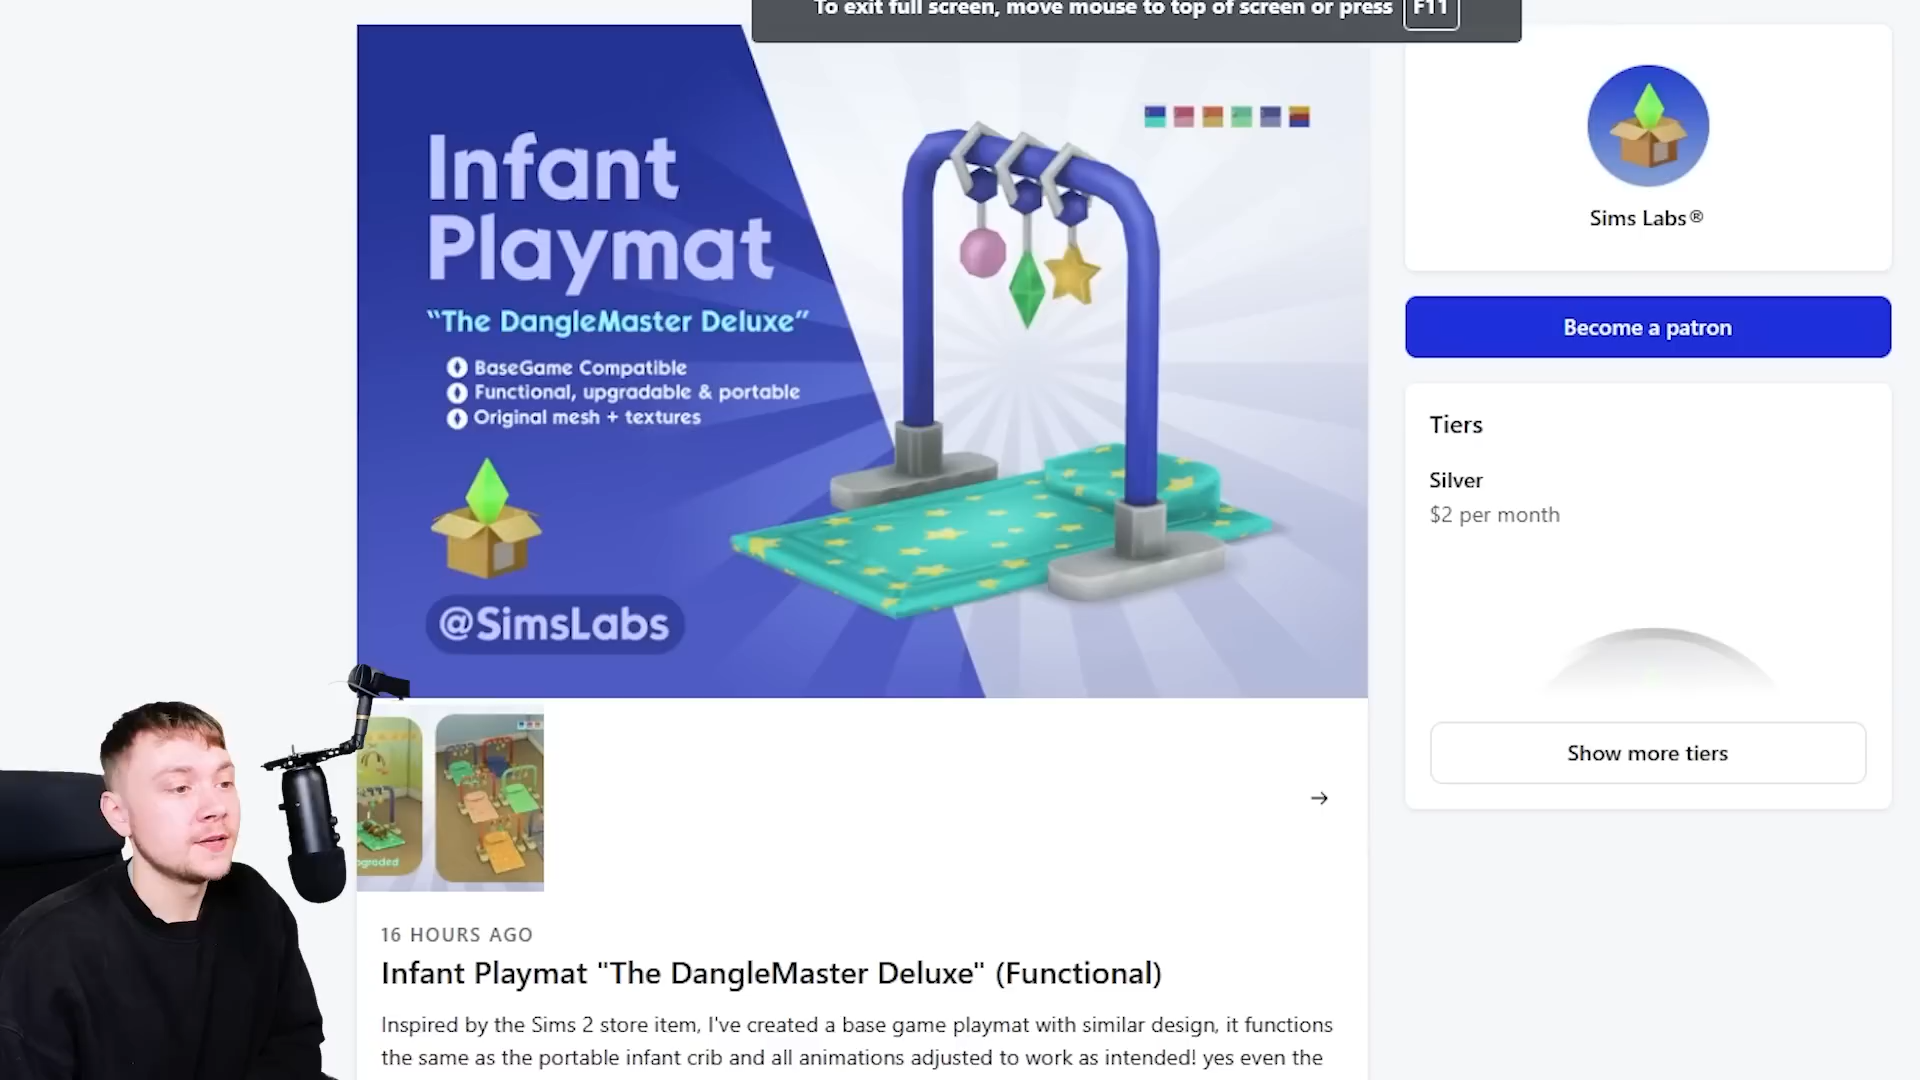 To exit full screen, move mouse to top of screen or press F11
Infant
Playmat
“The DangleMaster Deluxe”
BaseGame Compatible
Functional, upgradable & portable
Original mesh + textures
@SimsLabs
Sims Labs®
Become a patron
Tiers
Silver
$2 per month
Show more tiers
→
16 HOURS AGO
Infant Playmat "The DangleMaster Deluxe" (Functional)
Inspired by the Sims 2 store item, I've created a base game playmat with similar design, it functions
the same as the portable infant crib and all animations adjusted to work as intended! yes even the